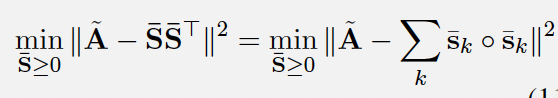 min_{S̄≥0} ‖Ã − S̄S̄^⊤‖² = min_{S̄≥0} ‖Ã − ∑_k s̄_k ∘ s̄_k‖²